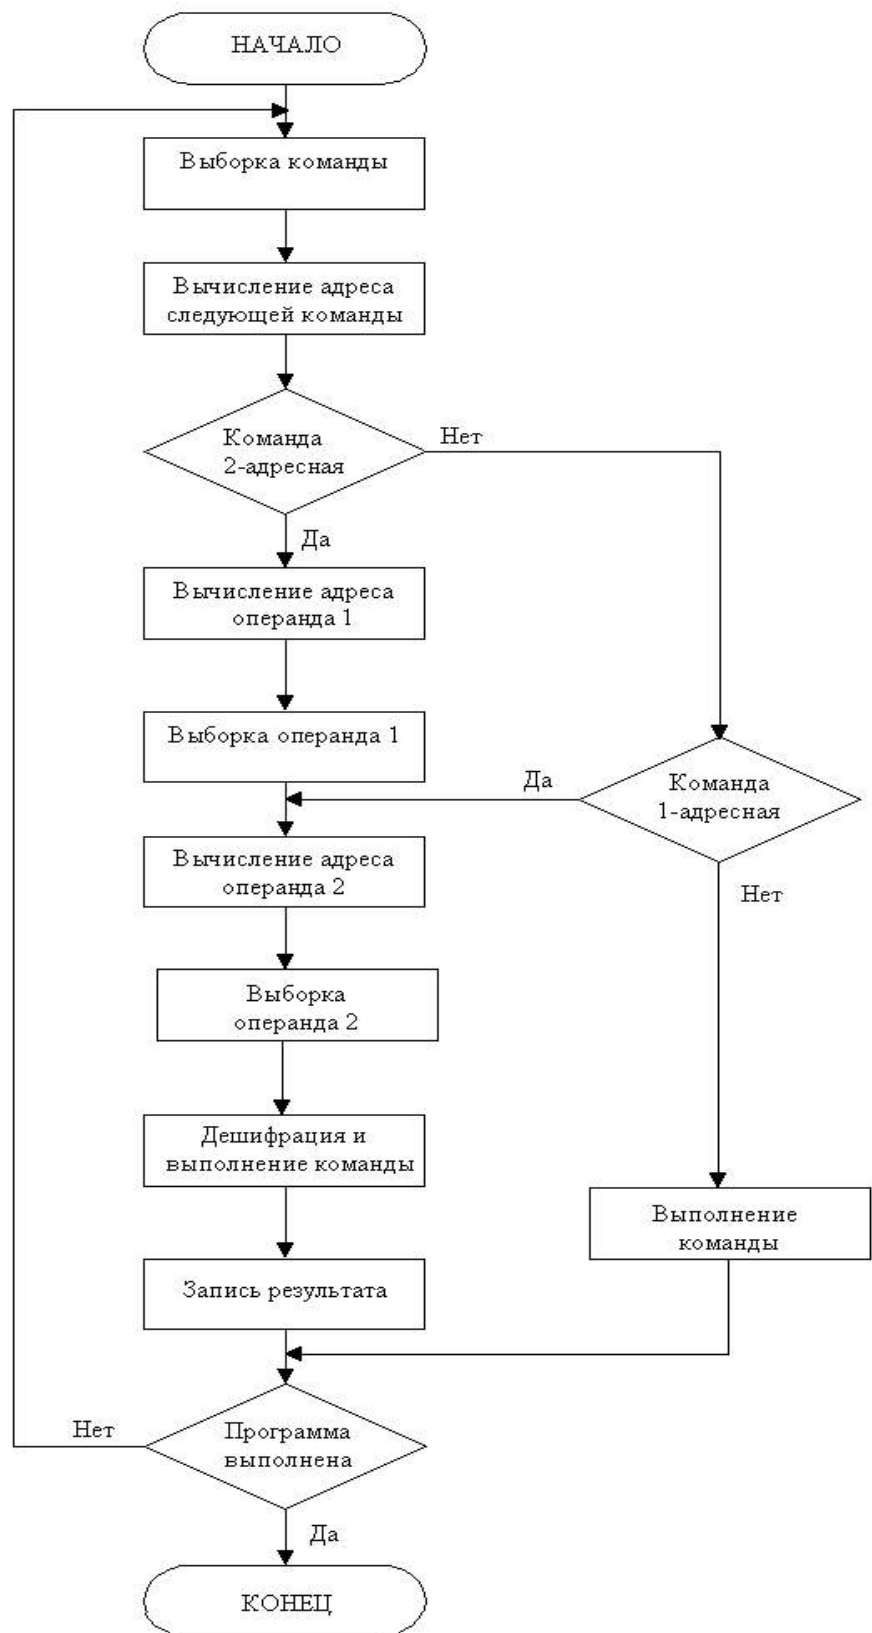 НАЧАЛО
Выборка команды
Вычисление адреса
следующей команды
Команда
2-адресная
Нет
Да
Вычисление адреса
операнда 1
Выборка операнда 1
Да
Команда
1-адресная
Вычисление адреса
операнда 2
Нет
Выборка
операнда 2
Дешифрация и
выполнение команды
Выполнение
команды
Запись результата
Нет
Программа
выполнена
Да
КОНЕЦ